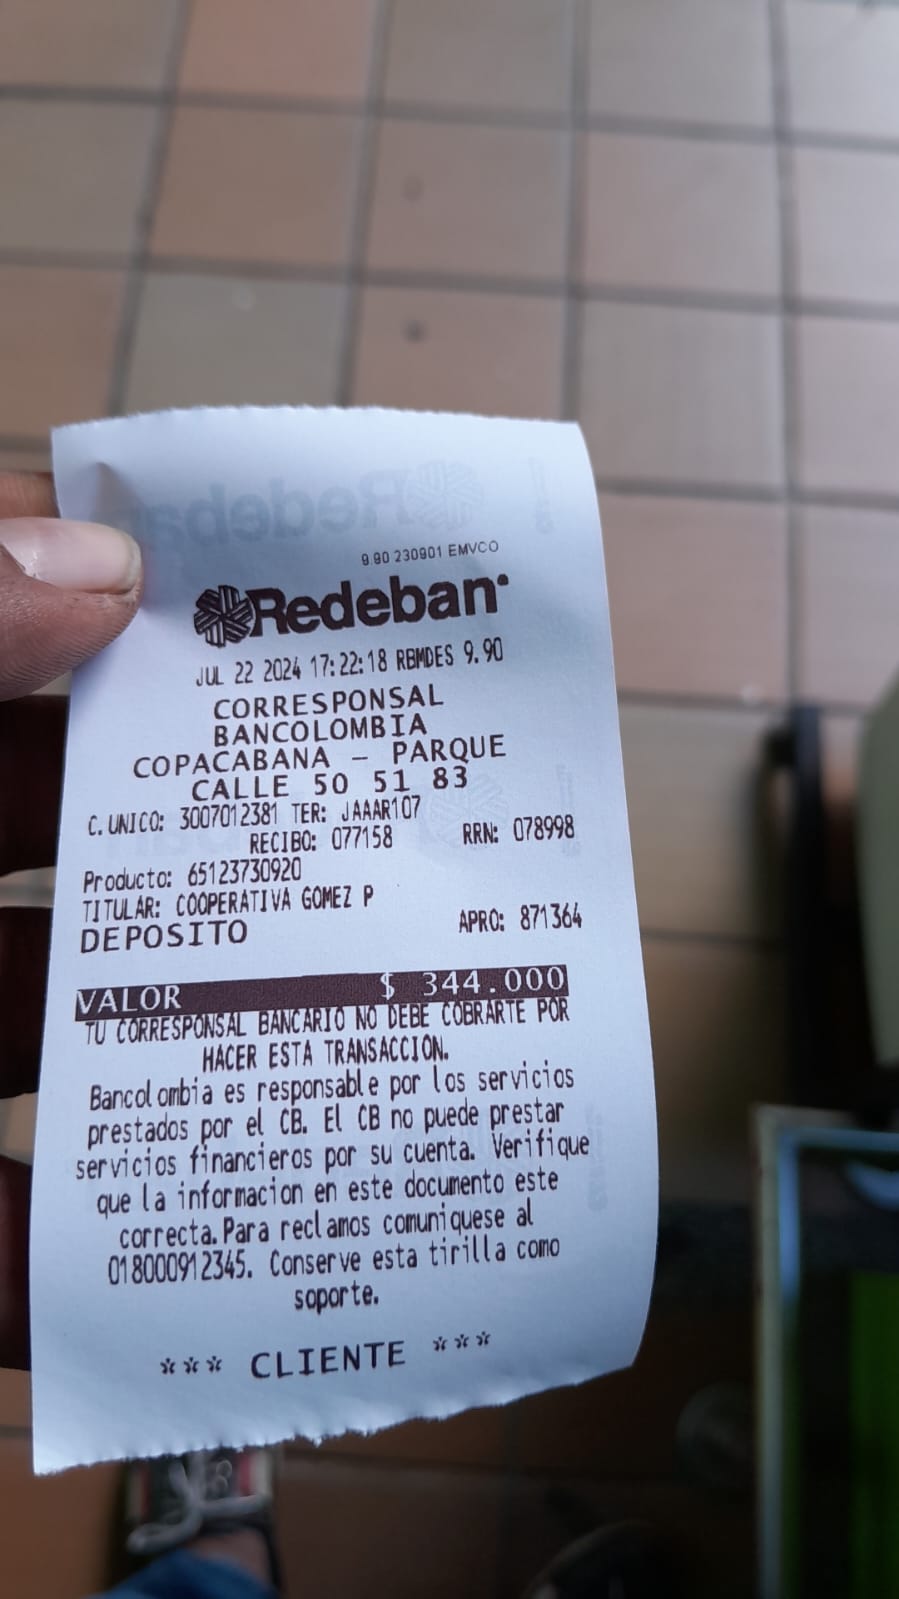 9.90 230901 EMVCO
Redeban
JUL 22 2024 17:22:18 RBMDES 9.90
CORRESPONSAL
BANCOLOMBIA
COPACABANA - PARQUE
CALLE 50 51 83
C. UNICO: 3007012381 TER: JAAAR107
RECIBO: 077158 RRN: 078998
Producto: 65123730920
TITULAR: COOPERATIVA GOMEZ P
DEPOSITO APRO: 871364
VALOR $ 344.000
TU CORRESPONSAL BANCARIO NO DEBE COBRARTE POR
HACER ESTA TRANSACCION.
Bancolombia es responsable por los servicios
prestados por el CB. El CB no puede prestar
servicios financieros por su cuenta. Verifique
que la informacion en este documento este
correcta. Para reclamos comuniquese al
018000912345. Conserve esta tirilla como
soporte.
*** CLIENTE ***